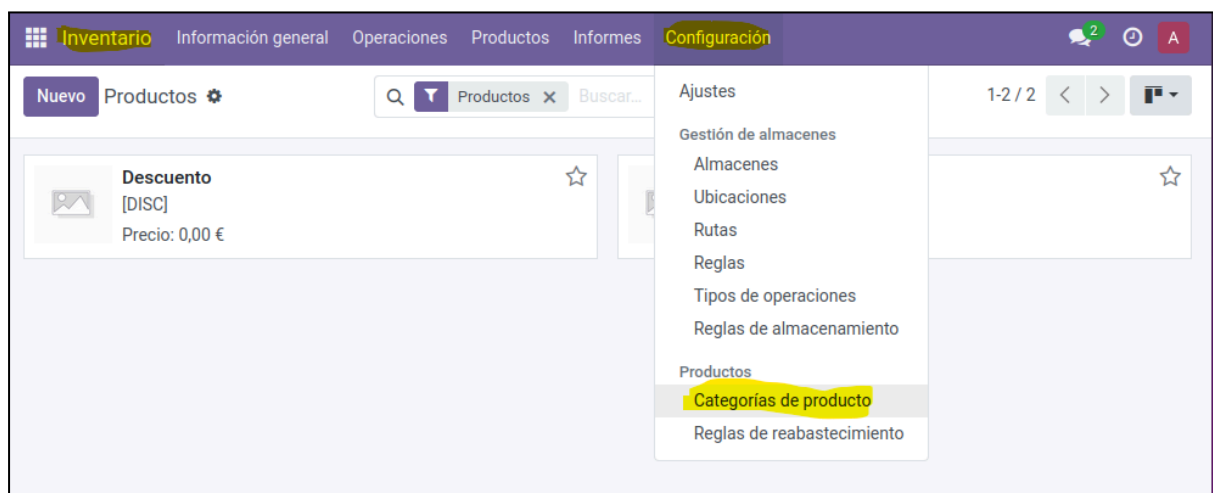 Inventario Información general Operaciones Productos Informes Configuración 2 A
Nuevo Productos Productos Buscar... 1-2 / 2
Ajustes
Gestión de almacenes
Almacenes
Ubicaciones
Rutas
Reglas
Tipos de operaciones
Reglas de almacenamiento
Productos
Categorías de producto
Reglas de reabastecimiento
Descuento
[DISC]
Precio: 0,00 €